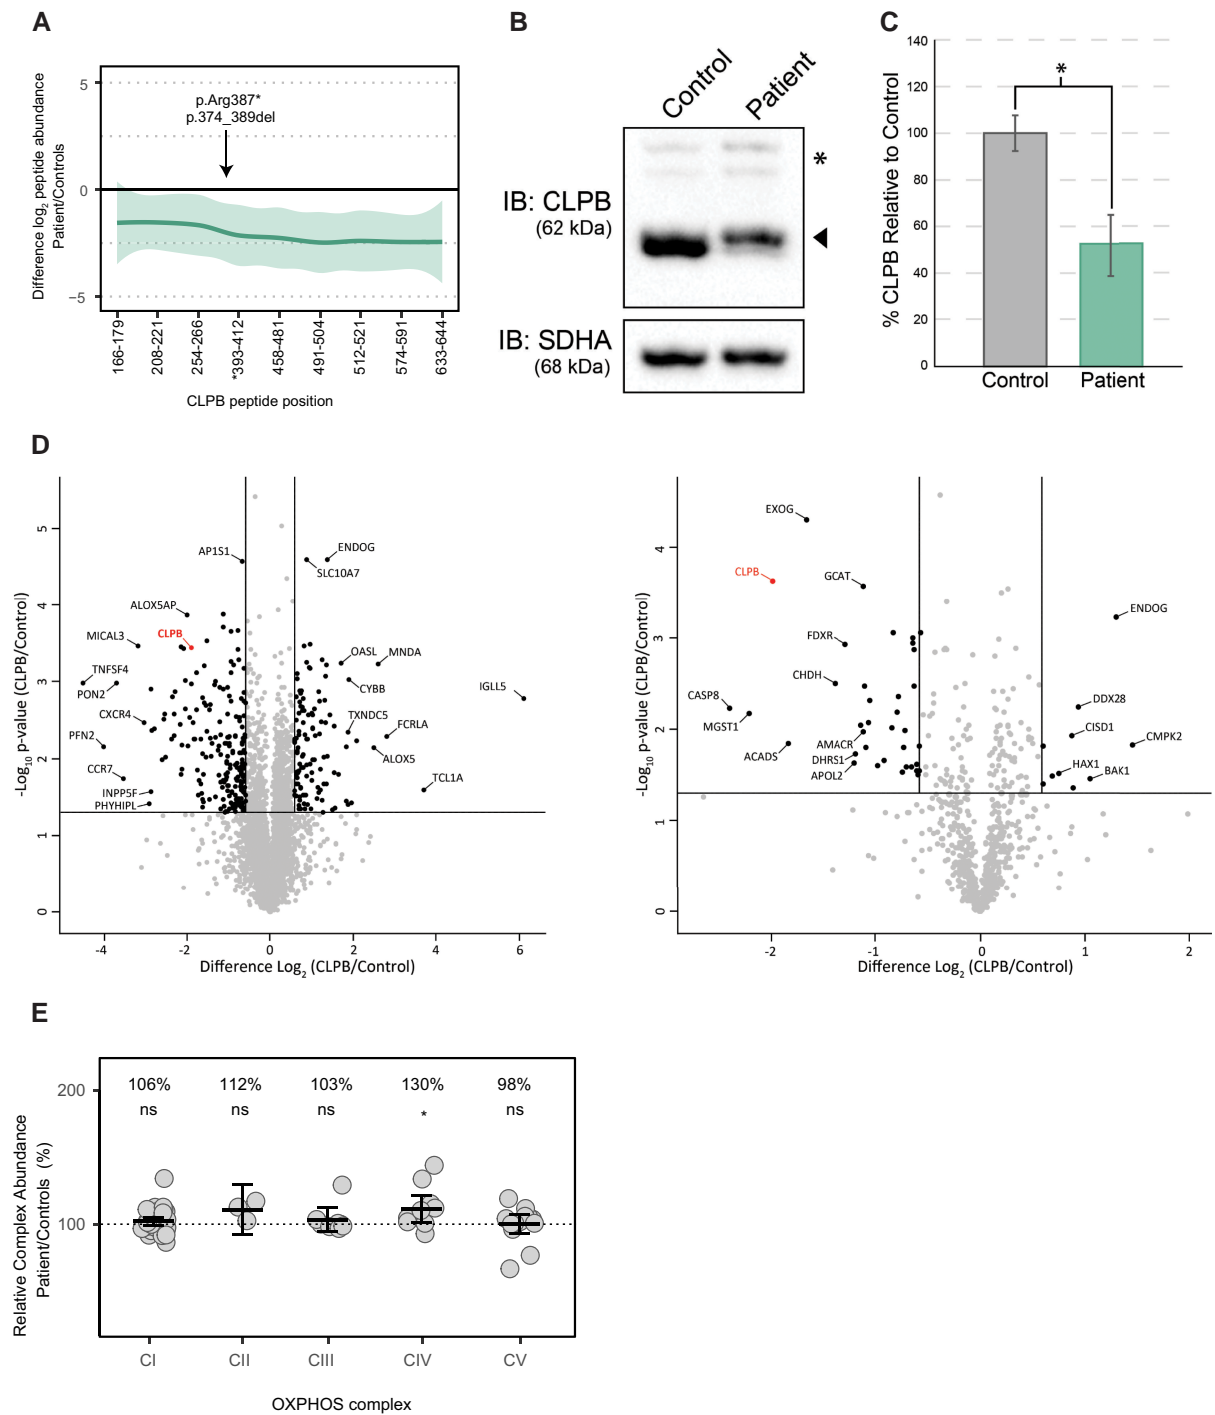 A
Difference log2 peptide abundance
Patient/Controls
5
0
−5
p.Arg387*
p.374_389del
166-179
208-221
254-266
*393-412
458-481
491-504
512-521
574-591
633-644
CLPB peptide position
B
Control
Patient
IB: CLPB
(62 kDa)
*
IB: SDHA
(68 kDa)
C
% CLPB Relative to Control
140
120
100
80
60
40
20
0
*
Control
Patient
D
-Log10 p-value (CLPB/Control)
5
4
3
2
1
0
AP1S1
ENDOG
SLC10A7
ALOX5AP
MICAL3
CLPB
OASL
MNDA
TNFSF4
CYBB
PON2
IGLL5
CXCR4
TXNDC5
FCRLA
PFN2
ALOX5
CCR7
TCL1A
INPP5F
PHYHIPL
-4
-2
0
2
4
6
Difference Log2 (CLPB/Control)
-Log10 p-value (CLPB/Control)
4
3
2
1
0
EXOG
CLPB
GCAT
ENDOG
FDXR
CHDH
CASP8
DDX28
MGST1
CISD1
CMPK2
ACADS
AMACR
DHRS1
HAX1
APOL2
BAK1
-2
-1
0
1
2
Difference Log2 (CLPB/Control)
E
Relative Complex Abundance
Patient/Controls (%)
200
100
106%
112%
103%
130%
98%
ns
ns
ns
*
ns
CI
CII
CIII
CIV
CV
OXPHOS complex